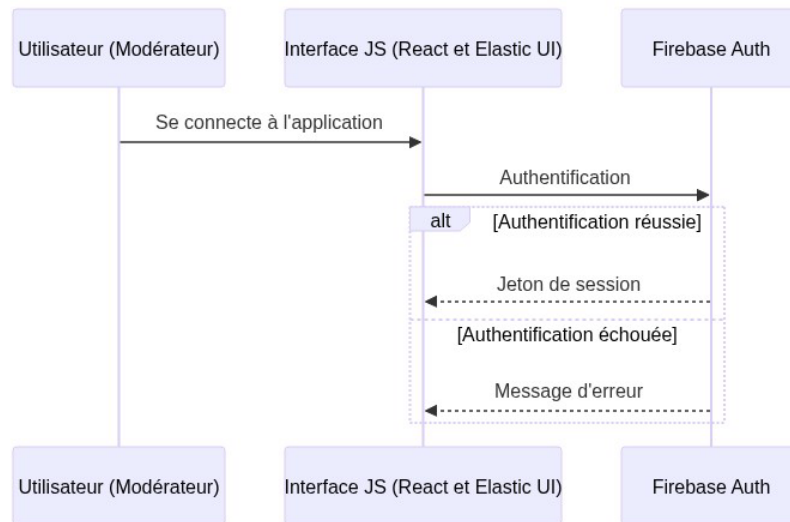 Utilisateur (Modérateur)
Interface JS (React et Elastic UI)
Firebase Auth
Se connecte à l'application
Authentification
alt
[Authentification réussie]
Jeton de session
[Authentification échouée]
Message d'erreur
Utilisateur (Modérateur)
Interface JS (React et Elastic UI)
Firebase Auth